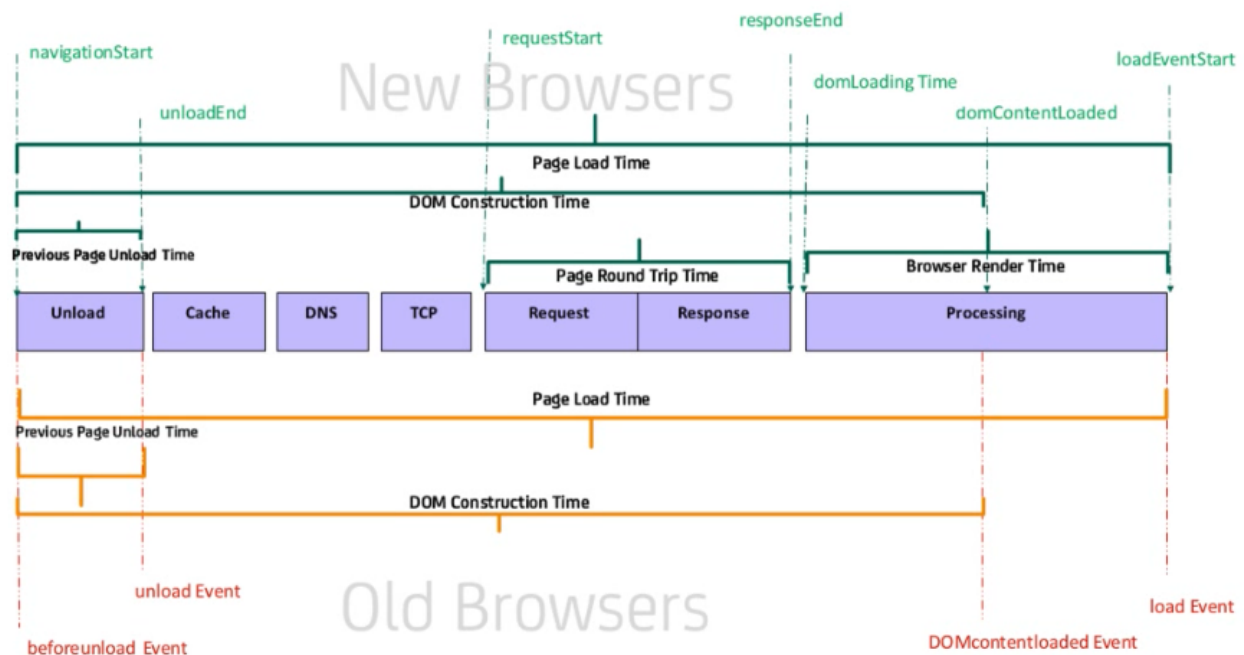 responseEnd
navigationStart
requestStart
loadEventStart
New Browsers
domLoading Time
unloadEnd
domContentLoaded
Page Load Time
DOM Construction Time
Previous Page Unload Time
Page Round Trip Time
Browser Render Time
Unload
Cache
DNS
TCP
Request
Response
Processing
Page Load Time
Previous Page Unload Time
DOM Construction Time
unload Event
Old Browsers
load Event
beforeunload Event
DOMcontentloaded Event